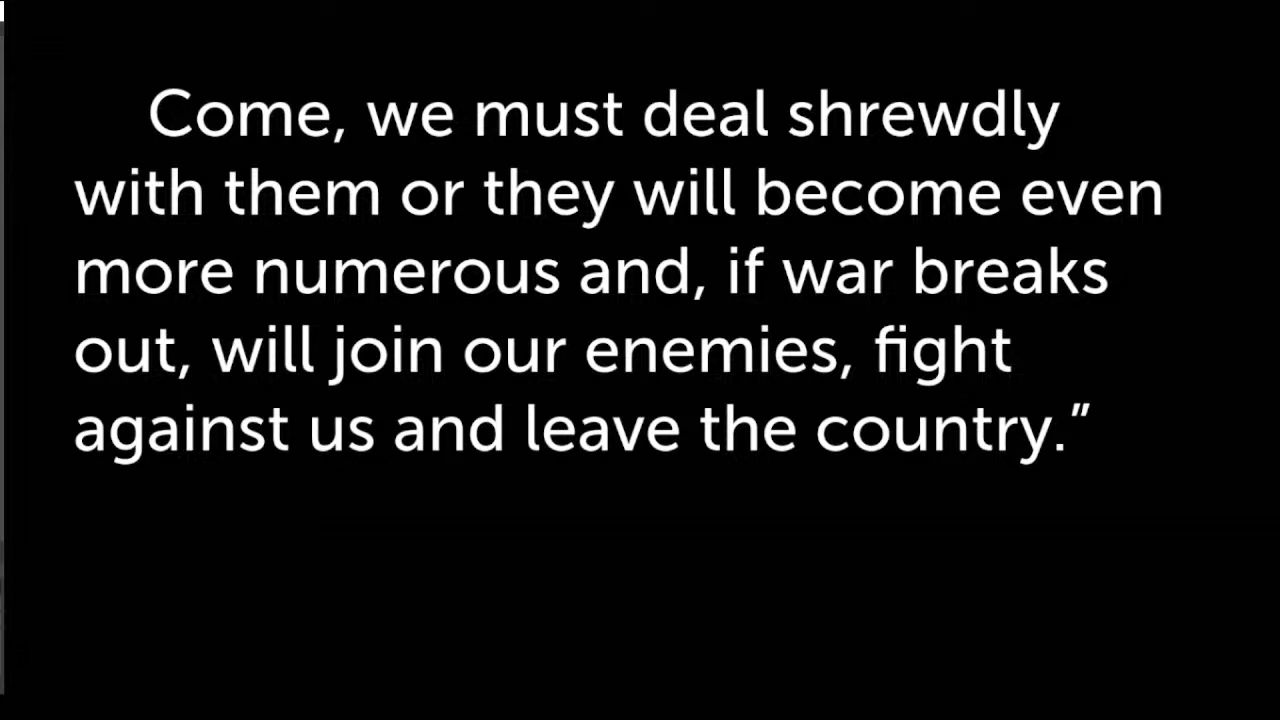 Come, we must deal shrewdly
with them or they will become even
more numerous and, if war breaks
out, will join our enemies, fight
against us and leave the country.”